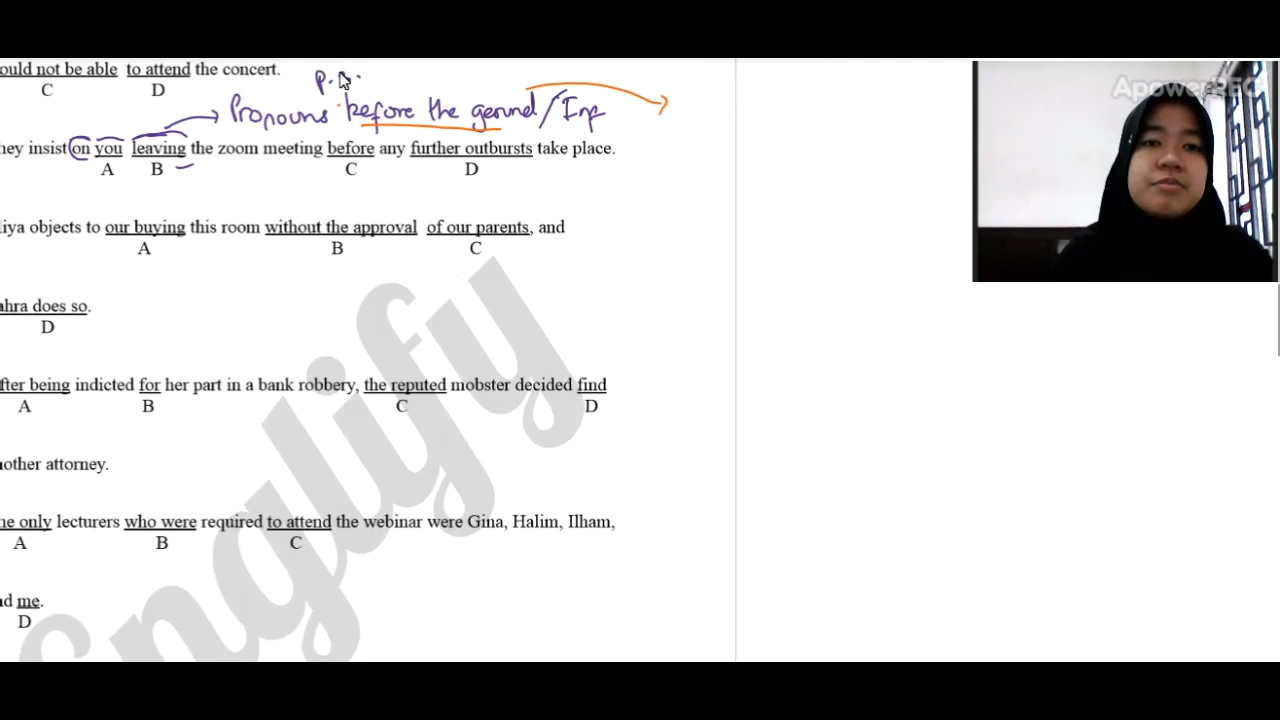 ApowerREC
ould not be able to attend the concert.
C D
P.
Pronouns before the gerund/Inf
hey insist on you leaving the zoom meeting before any further outbursts take place.
A B C D
liya objects to our buying this room without the approval of our parents, and
A B C
ahra does so.
D
fter being indicted for her part in a bank robbery, the reputed mobster decided find
A B C D
nother attorney.
he only lecturers who were required to attend the webinar were Gina, Halim, Ilham,
A B C
nd me.
D
Englify